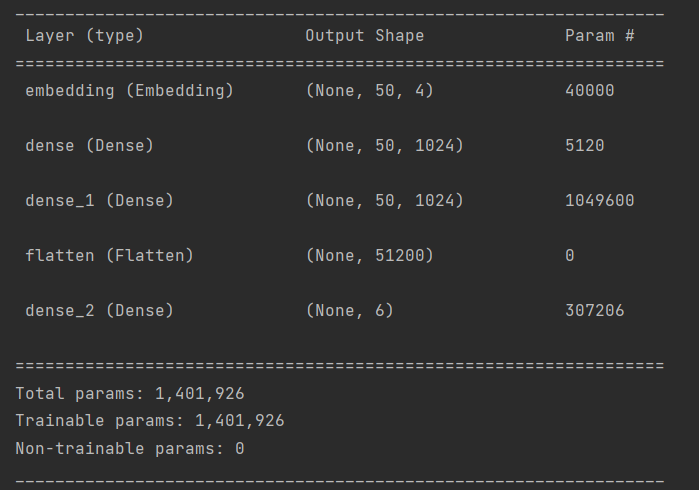 Layer (type) Output Shape Param #
embedding (Embedding) (None, 50, 4) 40000
dense (Dense) (None, 50, 1024) 5120
dense_1 (Dense) (None, 50, 1024) 1049600
flatten (Flatten) (None, 51200) 0
dense_2 (Dense) (None, 6) 307206
Total params: 1,401,926
Trainable params: 1,401,926
Non-trainable params: 0